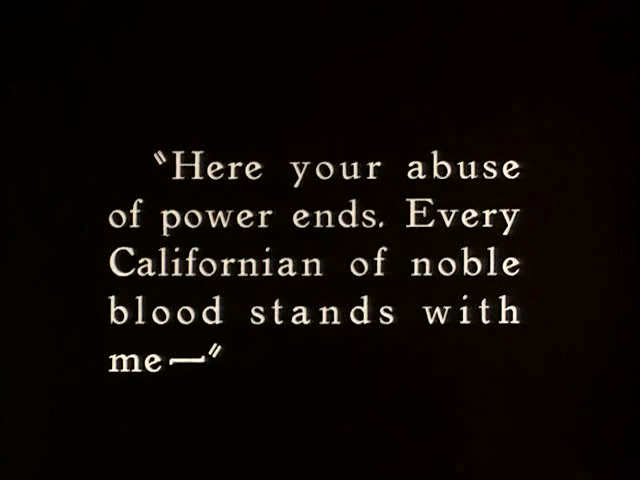 "Here your abuse
of power ends. Every
Californian of noble
blood stands with
me—"